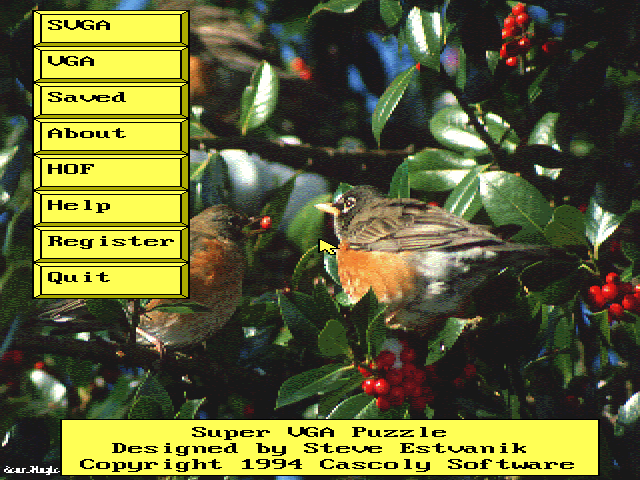 SVGA
VGA
Saved
About
HOF
Help
Register
Quit
Super VGA Puzzle
Designed by Steve Estvanik
Copyright 1994 Cascoly Software